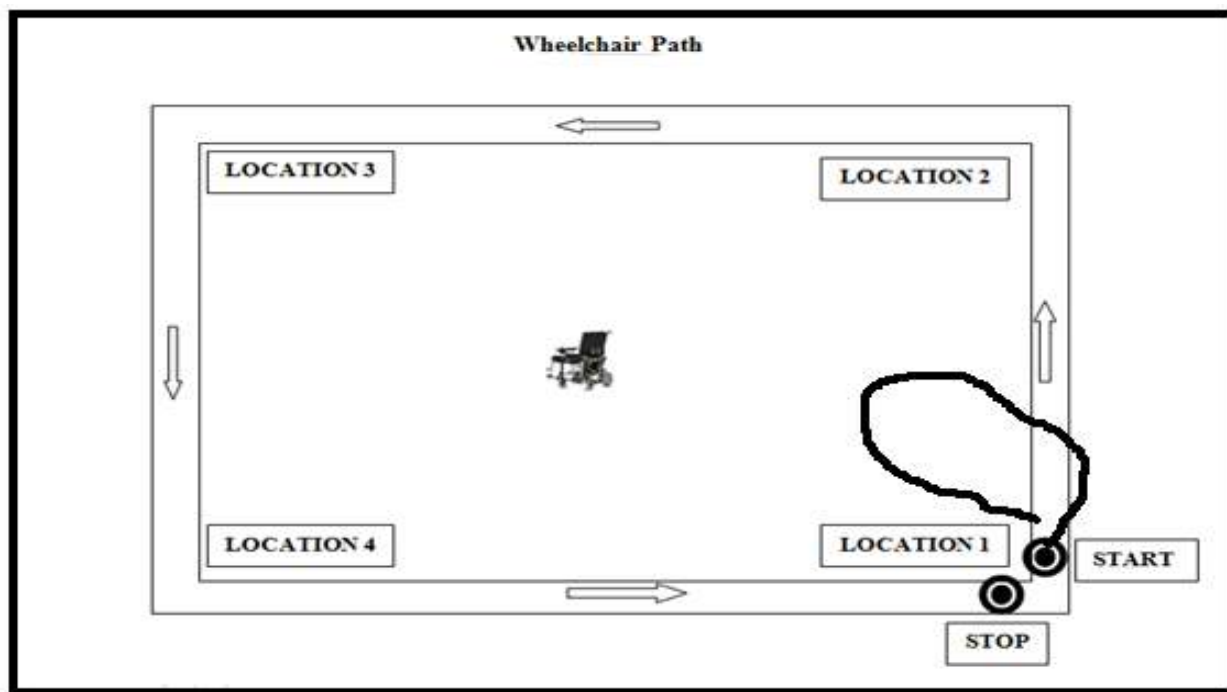 Wheelchair Path
LOCATION 3
LOCATION 2
LOCATION 4
LOCATION 1
START
STOP